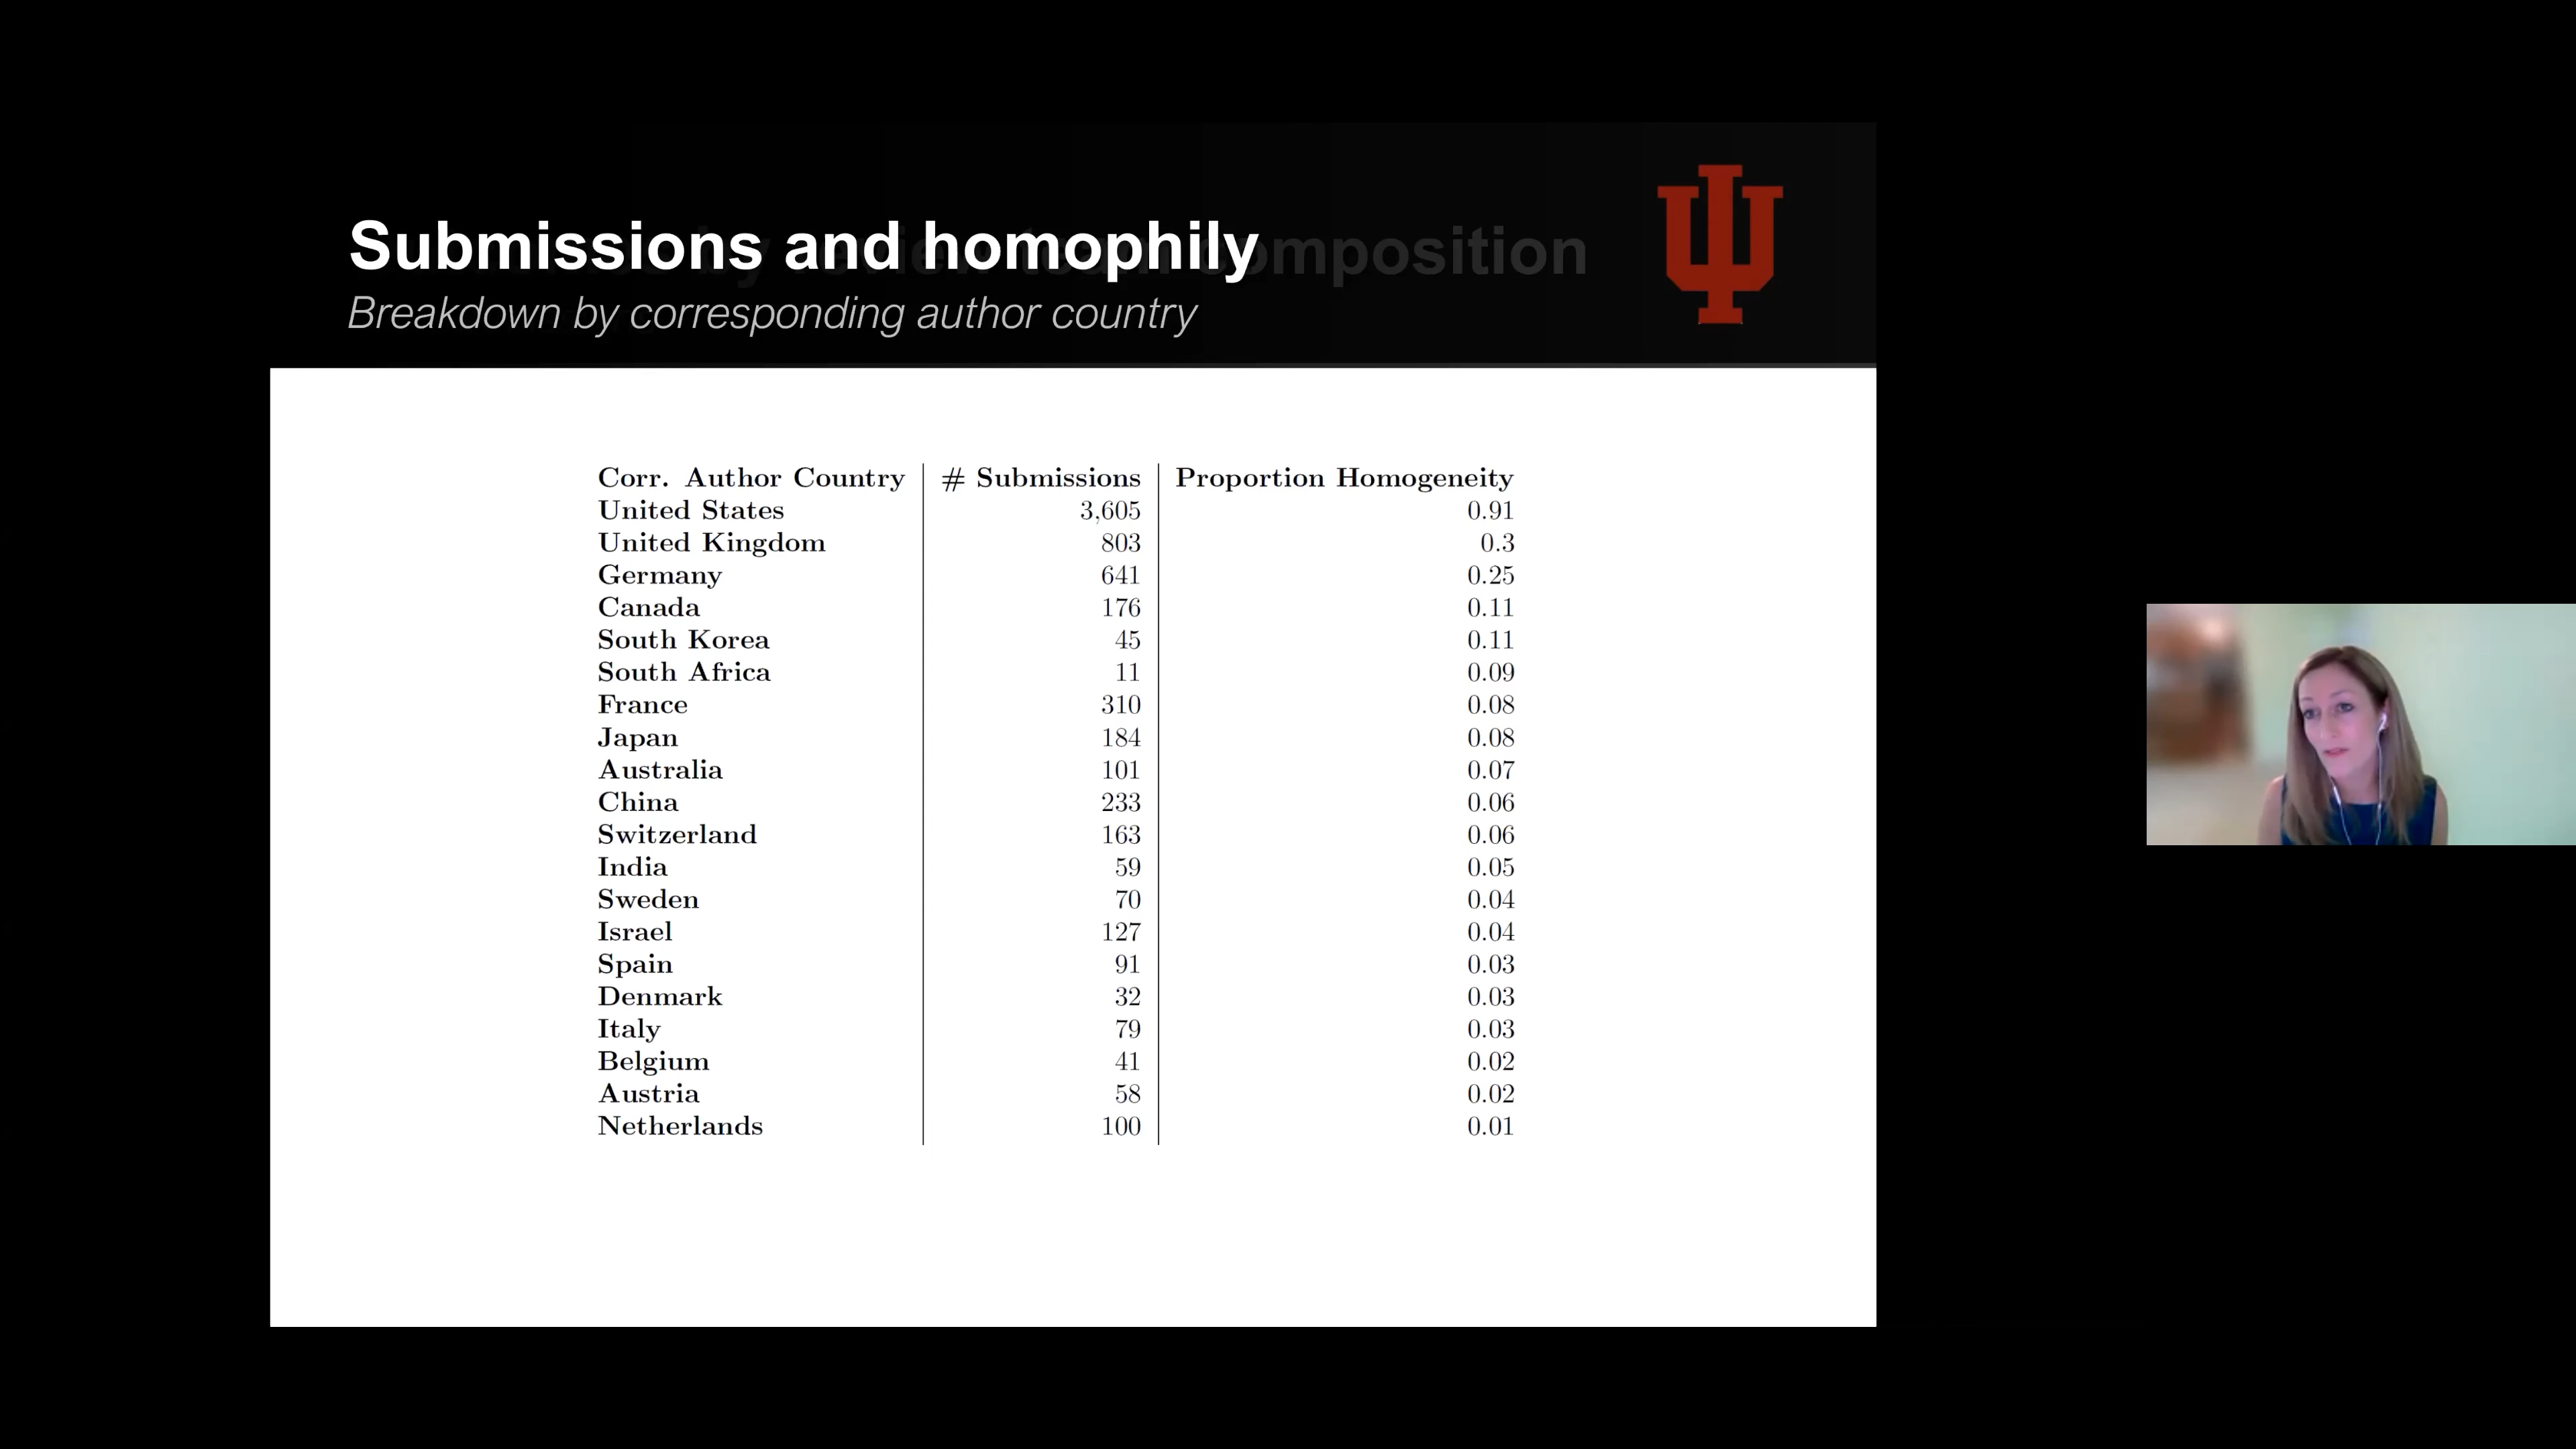 Submissions and homophily
composition
Breakdown by corresponding author country
Corr. Author Country # Submissions Proportion Homogeneity
United States 3,605 0.91
United Kingdom 803 0.3
Germany 641 0.25
Canada 176 0.11
South Korea 45 0.11
South Africa 11 0.09
France 310 0.08
Japan 184 0.08
Australia 101 0.07
China 233 0.06
Switzerland 163 0.06
India 59 0.05
Sweden 70 0.04
Israel 127 0.04
Spain 91 0.03
Denmark 32 0.03
Italy 79 0.03
Belgium 41 0.02
Austria 58 0.02
Netherlands 100 0.01